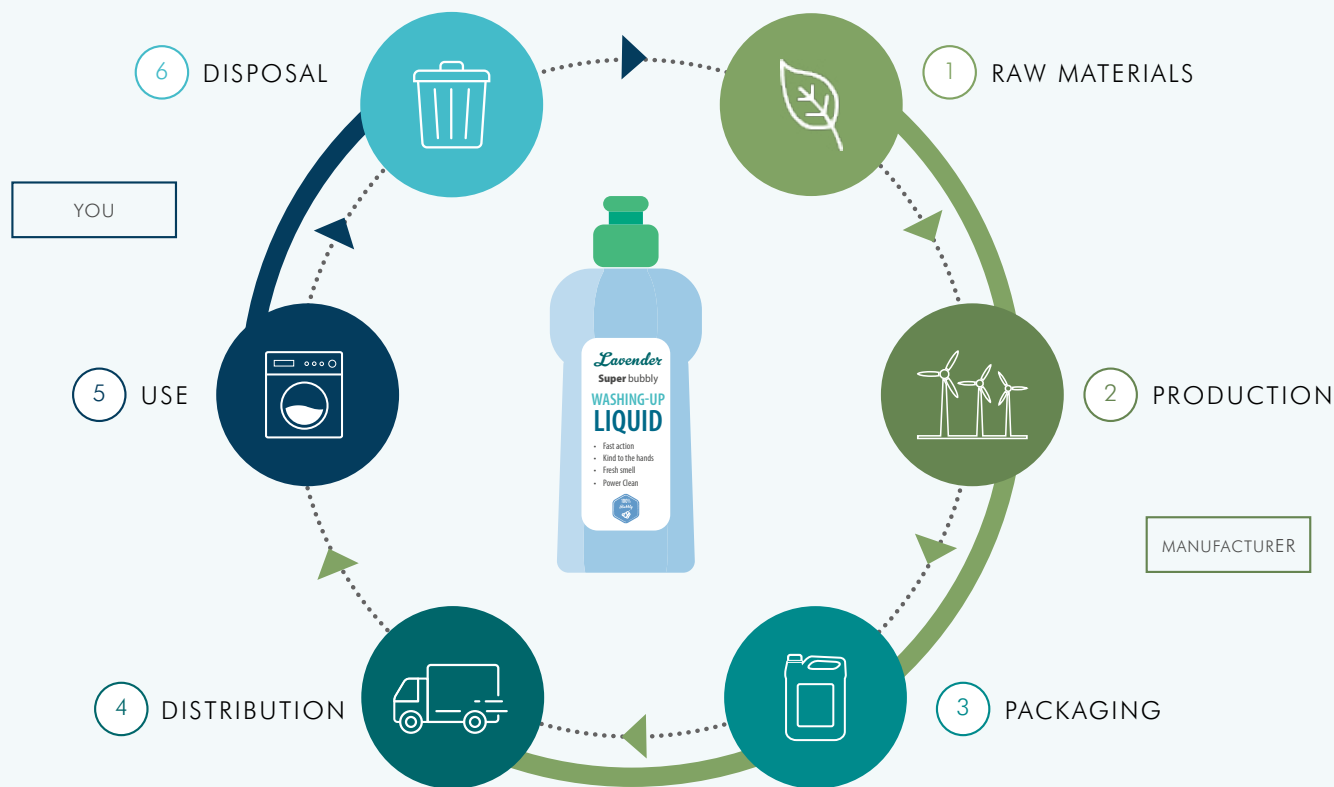 6 DISPOSAL
1 RAW MATERIALS
YOU
5 USE
2 PRODUCTION
Lavender
Super bubbly
WASHING-UP
LIQUID
• Fast action
• Kind to the hands
• Fresh smell
• Power Clean
100%
MANUFACTURER
4 DISTRIBUTION
3 PACKAGING